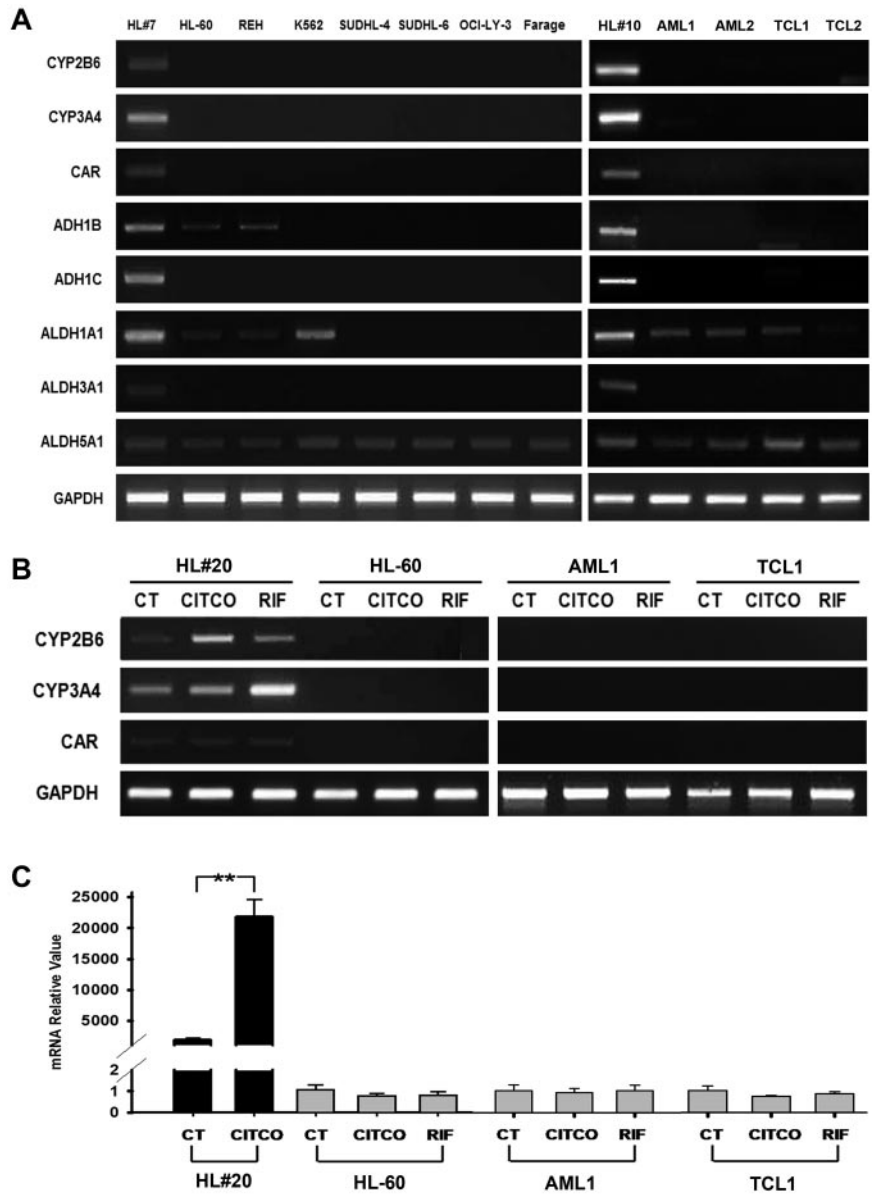 A
HL#7 HL-60 REH K562 SUDHL-4 SUDHL-6 OCI-LY-3 Farage HL#10 AML1 AML2 TCL1 TCL2
CYP2B6
CYP3A4
CAR
ADH1B
ADH1C
ALDH1A1
ALDH3A1
ALDH5A1
GAPDH
B
HL#20 HL-60 AML1 TCL1
CT CITCO RIF CT CITCO RIF CT CITCO RIF CT CITCO RIF
CYP2B6
CYP3A4
CAR
GAPDH
C
**
mRNA Relative Value
25000
20000
15000
10000
5000
2
1
0
CT CITCO CT CITCO RIF CT CITCO RIF CT CITCO RIF
HL#20 HL-60 AML1 TCL1